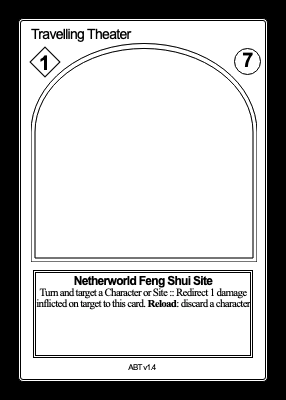 Travelling Theater
1
7
Netherworld Feng Shui Site
Turn and target a Character or Site :: Redirect 1 damage
inflicted on target to this card. Reload: discard a character
ABT v1.4